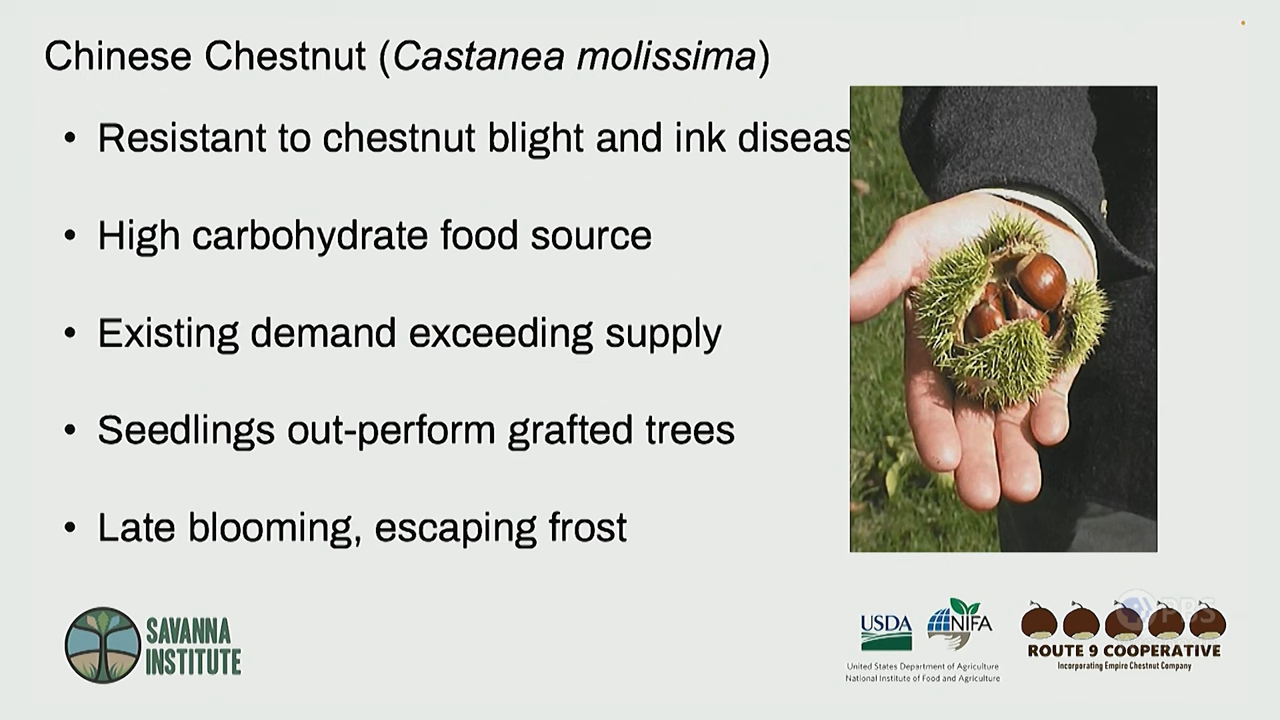 Chinese Chestnut (Castanea molissima)
• Resistant to chestnut blight and ink diseas
• High carbohydrate food source
• Existing demand exceeding supply
• Seedlings out-perform grafted trees
• Late blooming, escaping frost
SAVANNA
INSTITUTE
USDA
NIFA
United States Department of Agriculture
National Institute of Food and Agriculture
PBS
ROUTE 9 COOPERATIVE
Incorporating Empire Chestnut Company